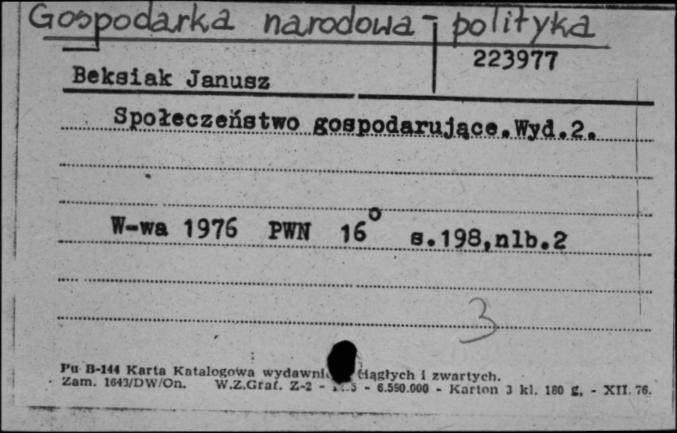 Gospodarka narodowa - polityka
223977
Beksiak Janusz
Społeczeństwo gospodarujące.Wyd.2.
W-wa 1976 PWN 16° s.198,nlb.2
3
Pu B-144 Karta Katalogowa ciągłych i zwartych.
Zam. 1643/DW/On. W.Z.Graf. Z-2 - - 6.590.000 - Karton 3 kl. 180 g, - XII. 76.